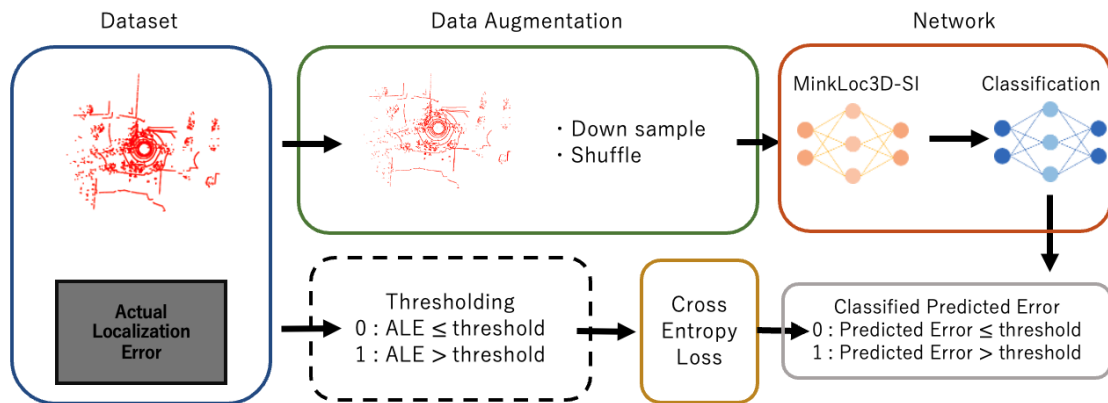 Dataset
Data Augmentation
Network
・Down sample
・Shuffle
MinkLoc3D-SI
Classification
Actual
Localization
Error
Thresholding
0 : ALE ≤ threshold
1 : ALE > threshold
Cross
Entropy
Loss
Classified Predicted Error
0 : Predicted Error ≤ threshold
1 : Predicted Error > threshold